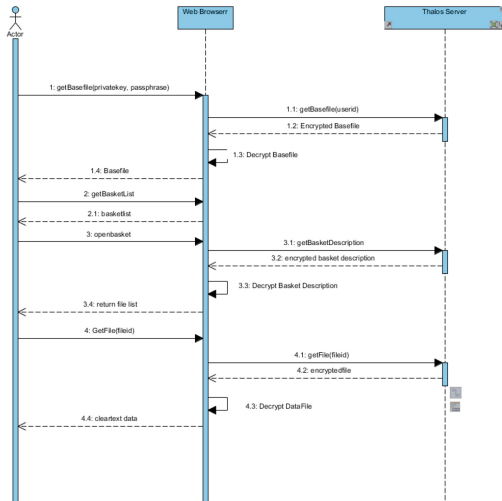 Web Browserr
Thalos Server
Actor
1: getBasefile(privatekey, passphrase)
1.1: getBasefile(userid)
1.2: Encrypted Basefile
1.3: Decrypt Basefile
1.4: Basefile
2: getBasketList
2.1: basketlist
3: openbasket
3.1: getBasketDescription
3.2: encrypted basket description
3.3: Decrypt Basket Description
3.4: return file list
4: GetFile(fileid)
4.1: getFile(fileid)
4.2: encryptedfile
4.3: Decrypt DataFile
4.4: cleartext data